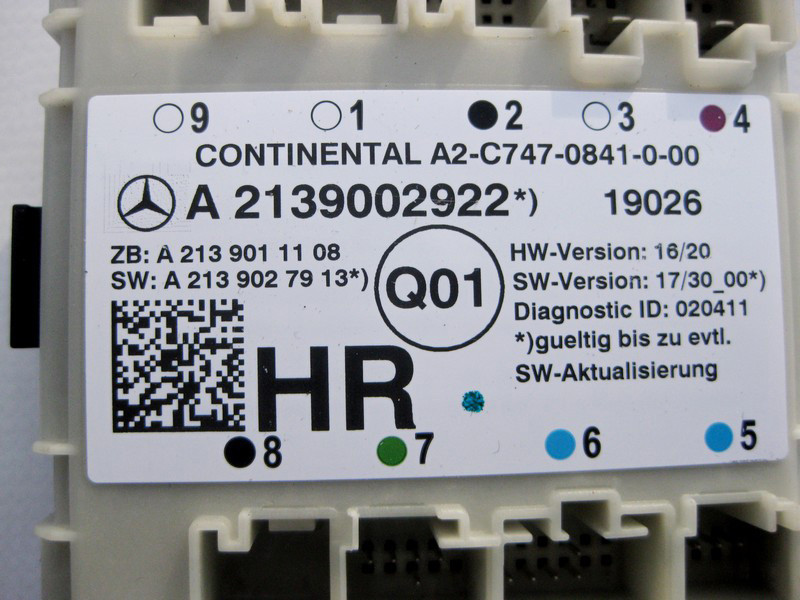 9 1 2 3 4
CONTINENTAL A2-C747-0841-0-00
A 2139002922*) 19026
ZB: A 213 901 11 08
SW: A 213 902 79 13*)
Q01
HW-Version: 16/20
SW-Version: 17/30_00*)
Diagnostic ID: 020411
*)gueltig bis zu evtl.
SW-Aktualisierung
HR
8 7 6 5